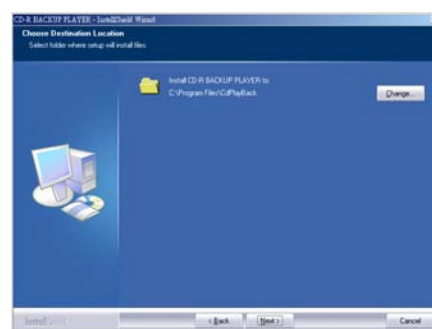 CD-R BACKUP PLAYER - InstallShield Wizard
Choose Destination Location
Select folder where setup will install files.
Install CD-R BACKUP PLAYER to:
C:\Program Files\CdPlayBack
Change...
InstallShield
< Back
Next >
Cancel